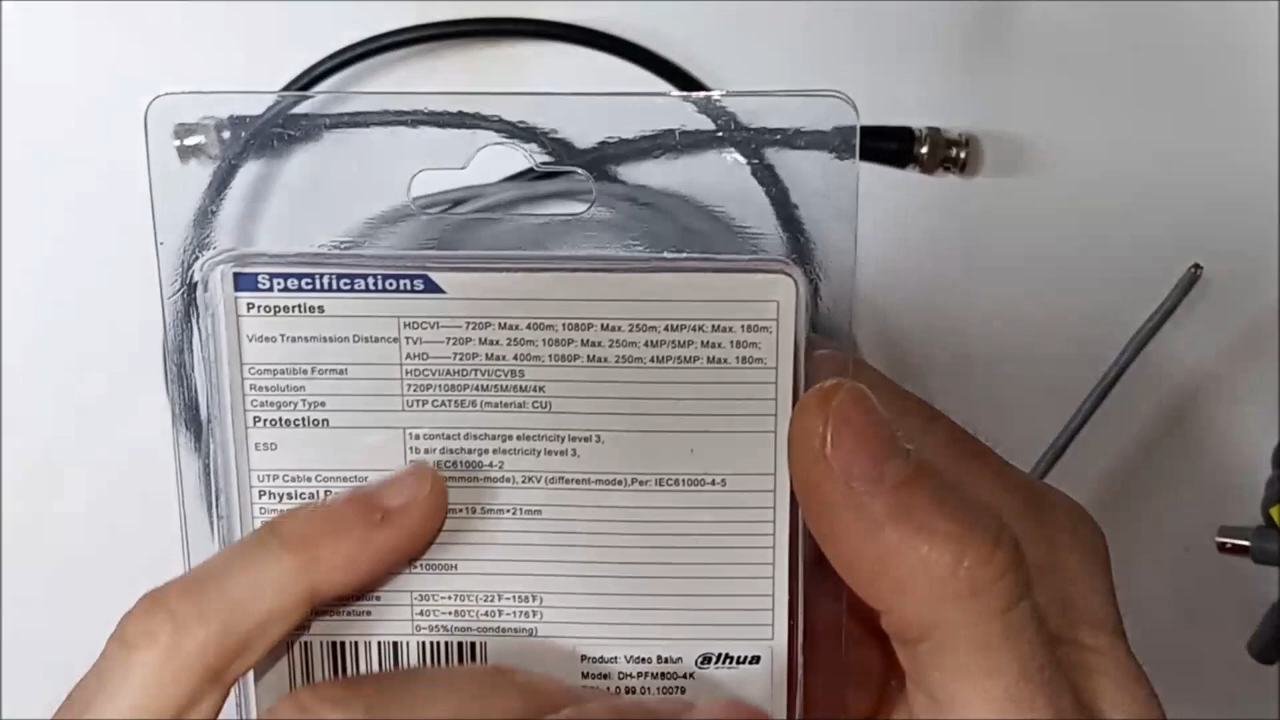 Specifications
Properties
Video Transmission Distance
HDCVI—— 720P: Max. 400m; 1080P: Max. 250m; 4MP/4K: Max. 180m;
TVI——720P: Max. 250m; 1080P: Max. 250m; 4MP/5MP: Max. 180m;
AHD——720P: Max. 400m; 1080P: Max. 250m; 4MP/5MP: Max. 180m;
Compatible Format HDCVI/AHD/TVI/CVBS
Resolution 720P/1080P/4M/5M/6M/4K
Category Type UTP CAT5E/6 (material: CU)
Protection
ESD
1a contact discharge electricity level 3,
1b air discharge electricity level 3,
IEC61000-4-2
UTP Cable Connector ommon-mode), 2KV (different-mode),Per: IEC61000-4-5
Physical
×19.5mm×21mm
>10000H
-30℃~+70℃(-22℉~158℉)
-40℃~+80℃(-40℉~176℉)
0~95%(non-condensing)
Product: Video Balun alhua
Model: DH-PFM800-4K
1.0.99.01.10079